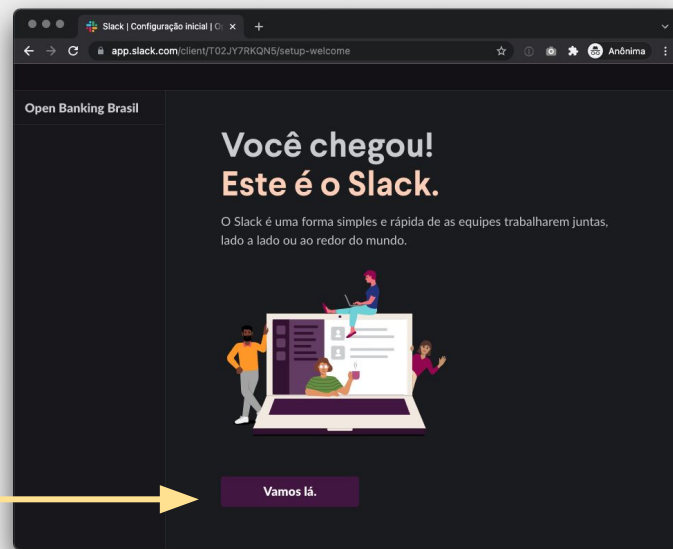 Slack | Configuração inicial | O
app.slack.com/client/T02JY7RKQN5/setup-welcome
Anônima
Open Banking Brasil
Você chegou!
Este é o Slack.
O Slack é uma forma simples e rápida de as equipes trabalharem juntas,
lado a lado ou ao redor do mundo.
Vamos lá.